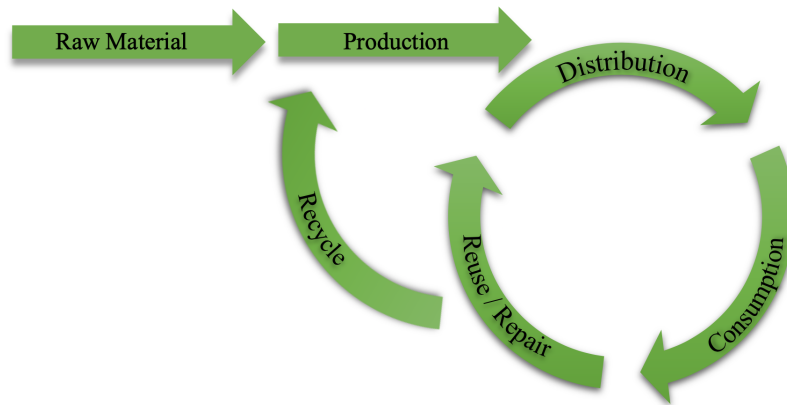 Raw Material
Production
Distribution
Consumption
Reuse / Repair
Recycle